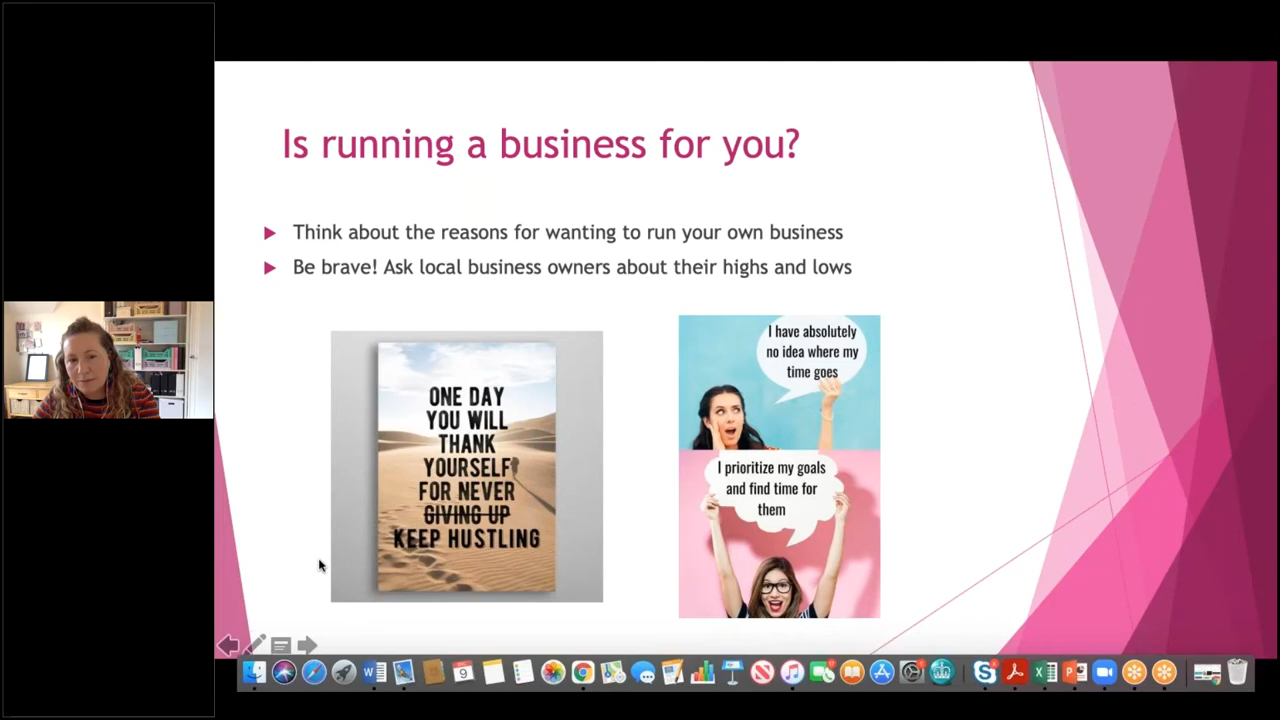 Is running a business for you?
Think about the reasons for wanting to run your own business
Be brave! Ask local business owners about their highs and lows
ONE DAY
YOU WILL
THANK
YOURSELF
FOR NEVER
GIVING UP
KEEP HUSTLING
I have absolutely
no idea where my
time goes
I prioritize my goals
and find time for
them
9